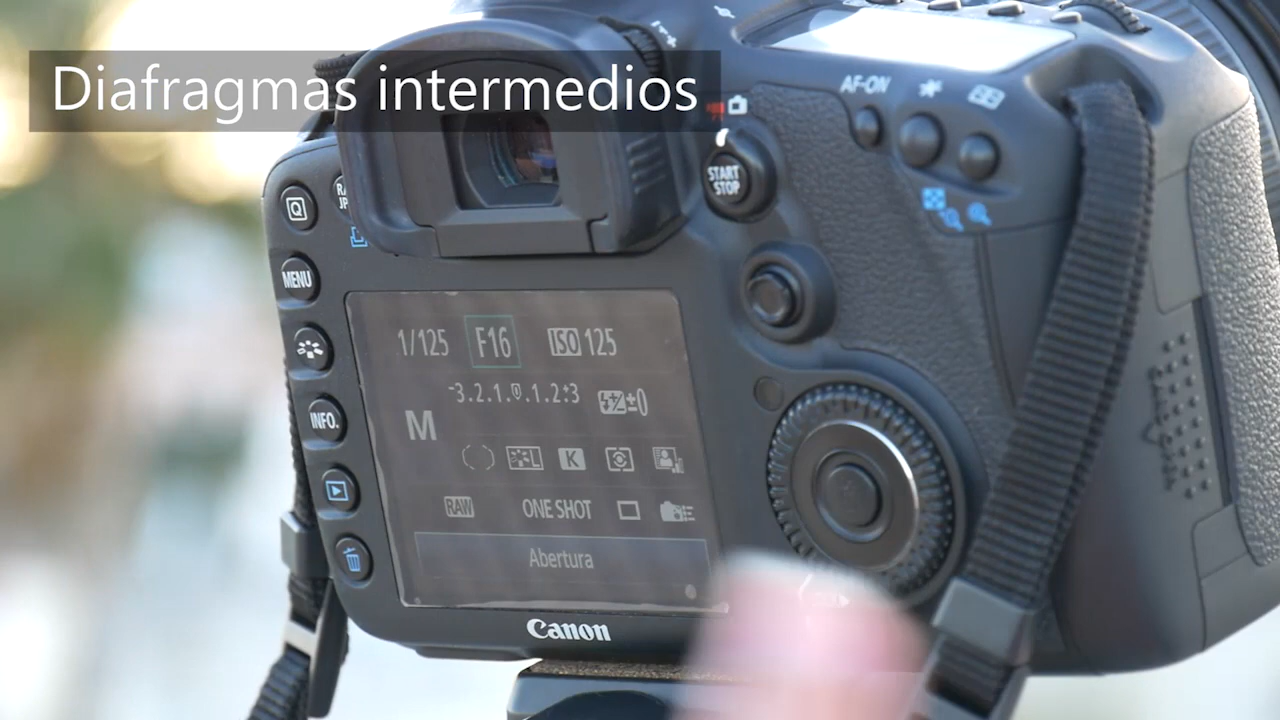 Diafragmas intermedios
AF-ON
START
STOP
Q
MENU
INFO.
1/125 F16 ISO 125
-3.2.1.0.1.2.+3
±0
M
L K
RAW ONE SHOT
Abertura
Canon